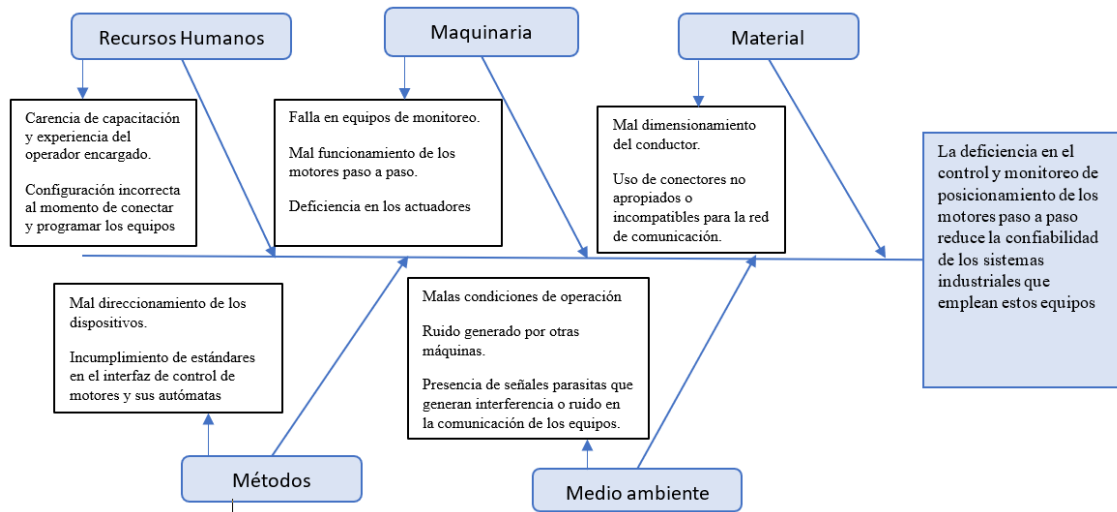 Recursos Humanos
Maquinaria
Material
Carencia de capacitación
y experiencia del
operador encargado.
Configuración incorrecta
al momento de conectar
y programar los equipos
Falla en equipos de monitoreo.
Mal funcionamiento de los
motores paso a paso.
Deficiencia en los actuadores
Mal dimensionamiento
del conductor.
Uso de conectores no
apropiados o
incompatibles para la red
de comunicación.
La deficiencia en el
control y monitoreo de
posicionamiento de los
motores paso a paso
reduce la confiabilidad
de los sistemas
industriales que
emplean estos equipos
Mal direccionamiento de los
dispositivos.
Incumplimiento de estándares
en el interfaz de control de
motores y sus autómatas
Malas condiciones de operación
Ruido generado por otras
máquinas.
Presencia de señales parasitas que
generan interferencia o ruido en
la comunicación de los equipos.
Métodos
Medio ambiente